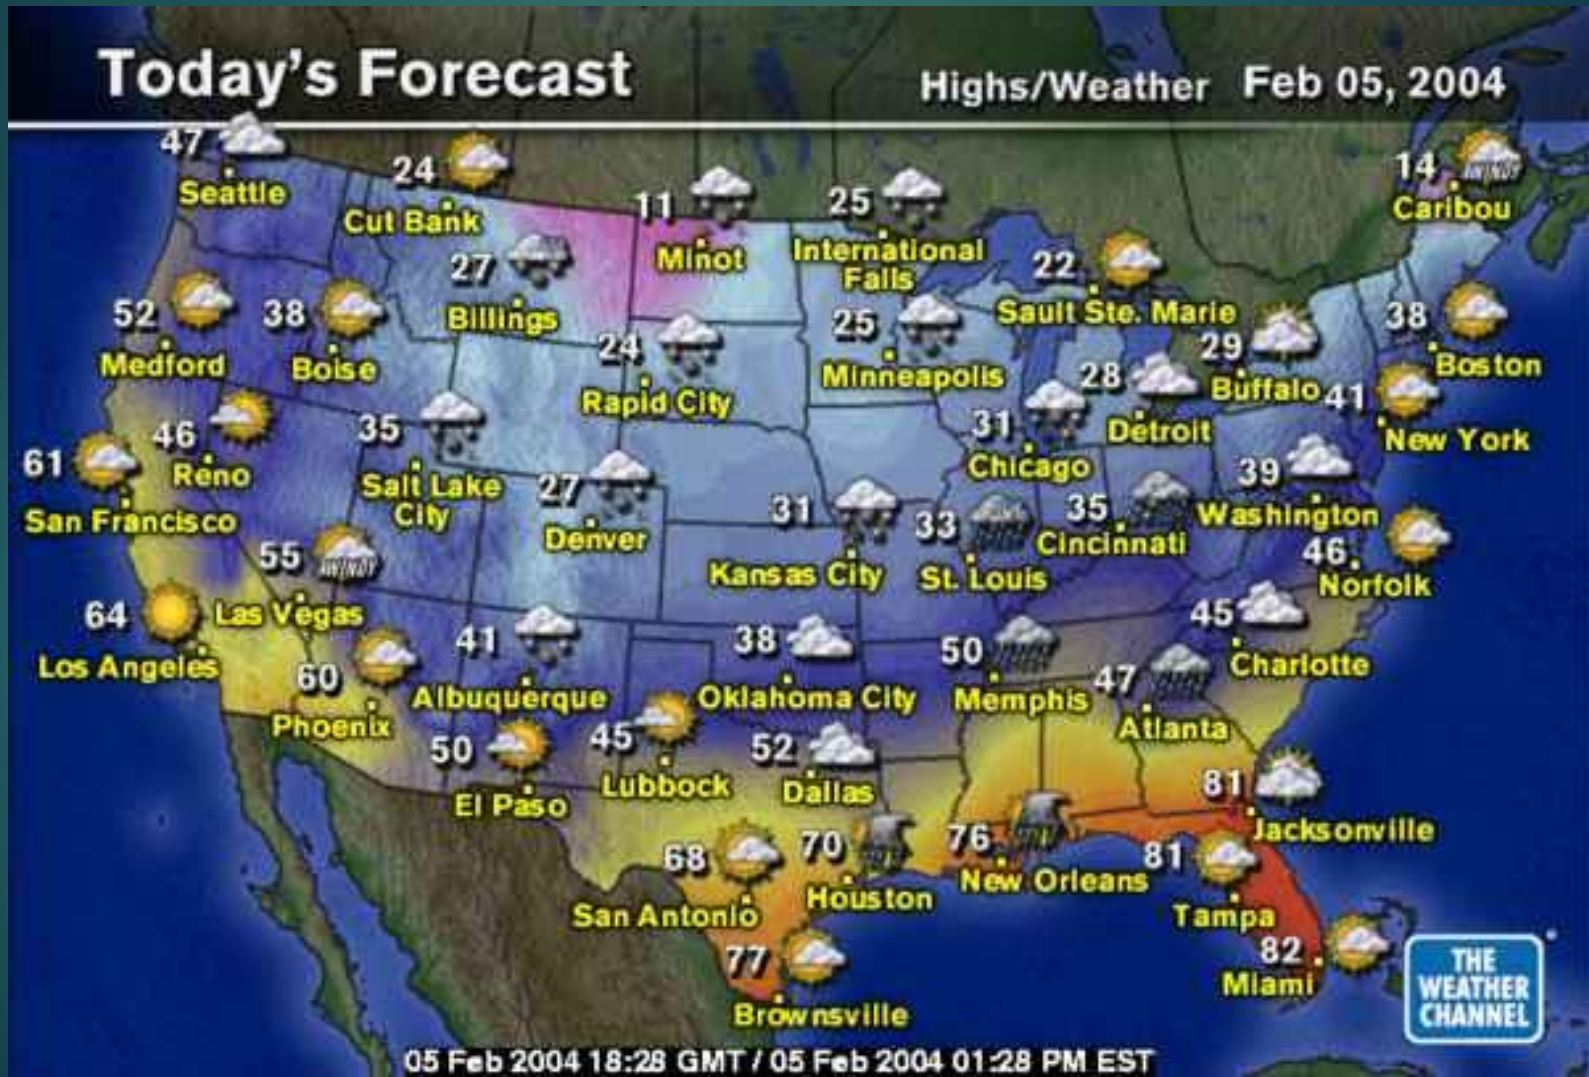 Today's Forecast
Highs/Weather Feb 05, 2004
47
Seattle
24
Cut Bank
11
Minot
25
International
Falls
14
WINDY
Caribou
27
Billings
22
Sault Ste. Marie
52
Medford
38
Boise
24
Rapid City
25
Minneapolis
28
Detroit
29
Buffalo
38
Boston
41
New York
46
Reno
35
Salt Lake
City
31
Chicago
61
San Francisco
27
Denver
31
Kansas City
33
St. Louis
35
Cincinnati
39
Washington
46
Norfolk
55
WINDY
Las Vegas
64
Los Angeles
60
Phoenix
41
Albuquerque
38
Oklahoma City
50
Memphis
47
Atlanta
45
Charlotte
50
El Paso
45
Lubbock
52
Dallas
81
Jacksonville
68
San Antonio
70
Houston
76
New Orleans
81
Tampa
77
Brownsville
82
Miami
THE
WEATHER
CHANNEL
05 Feb 2004 18:28 GMT / 05 Feb 2004 01:28 PM EST